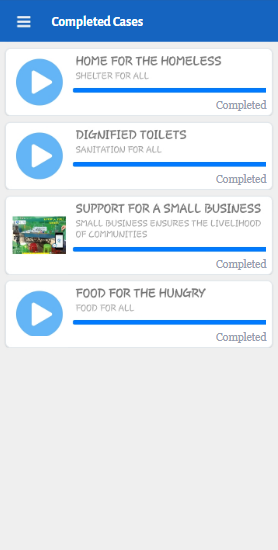 Completed Cases
HOME FOR THE HOMELESS
SHELTER FOR ALL
Completed
DIGNIFIED TOILETS
SANITATION FOR ALL
Completed
SUPPORT FOR A SMALL BUSINESS
SMALL BUSINESS ENSURES THE LIVELIHOOD
OF COMMUNITIES
Completed
FOOD FOR THE HUNGRY
FOOD FOR ALL
Completed